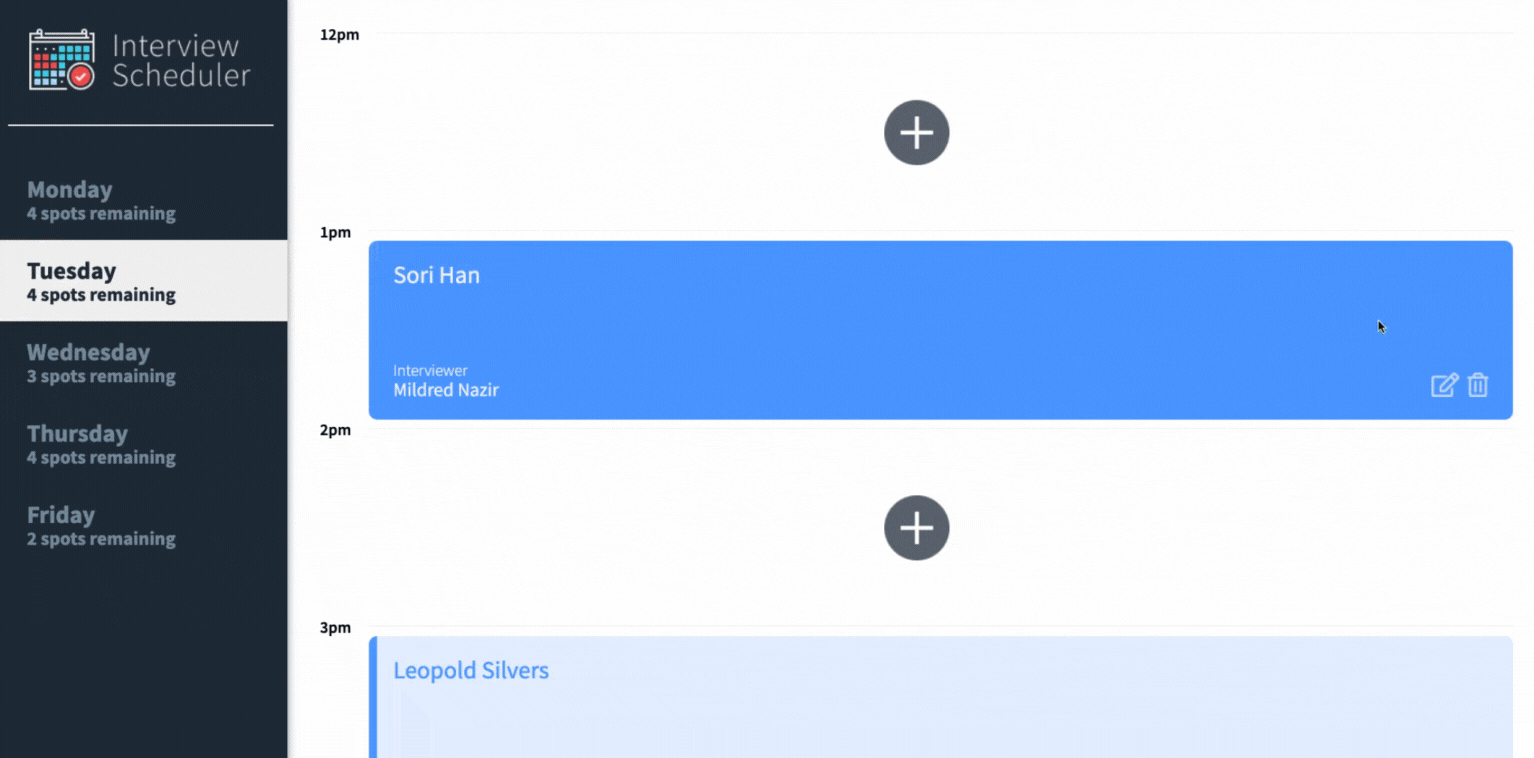 Interview
Scheduler
Monday
4 spots remaining
Tuesday
4 spots remaining
Wednesday
3 spots remaining
Thursday
4 spots remaining
Friday
2 spots remaining
12pm
1pm
Sori Han
Interviewer
Mildred Nazir
2pm
3pm
Leopold Silvers